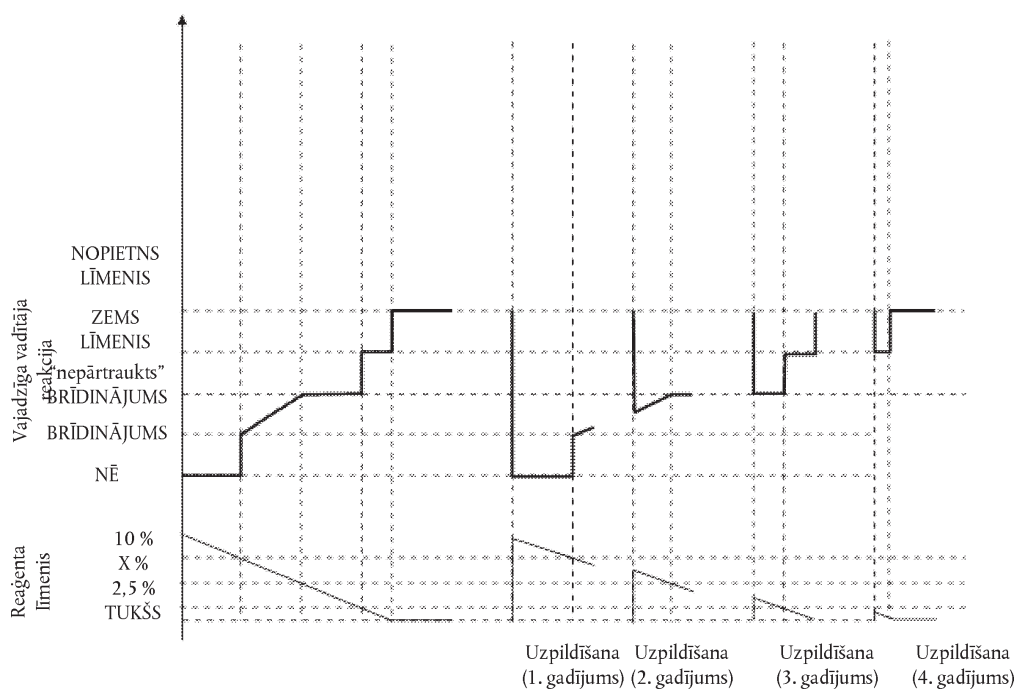 NOPIETNS
LĪMENIS
ZEMS
LĪMENIS
“nepārtraukts”
BRĪDINĀJUMS
BRĪDINĀJUMS
NĒ
Vajadzīga vadītāja
reakcija
10 %
X %
2,5 %
TUKŠS
Reaģenta
līmenis
Uzpildīšana
(1. gadījums)
Uzpildīšana
(2. gadījums)
Uzpildīšana
(3. gadījums)
Uzpildīšana
(4. gadījums)